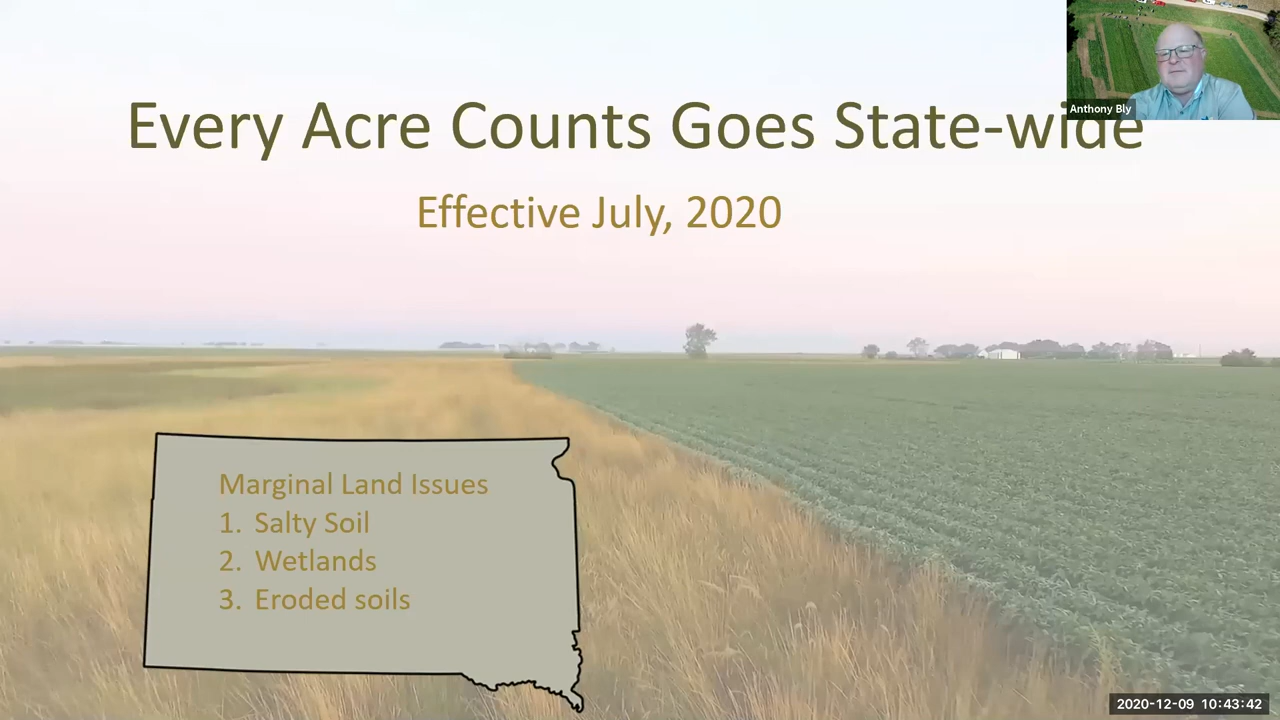 Anthony Bly
Every Acre Counts Goes State-wide
Effective July, 2020
Marginal Land Issues
1. Salty Soil
2. Wetlands
3. Eroded soils
2020-12-09 10:43:42